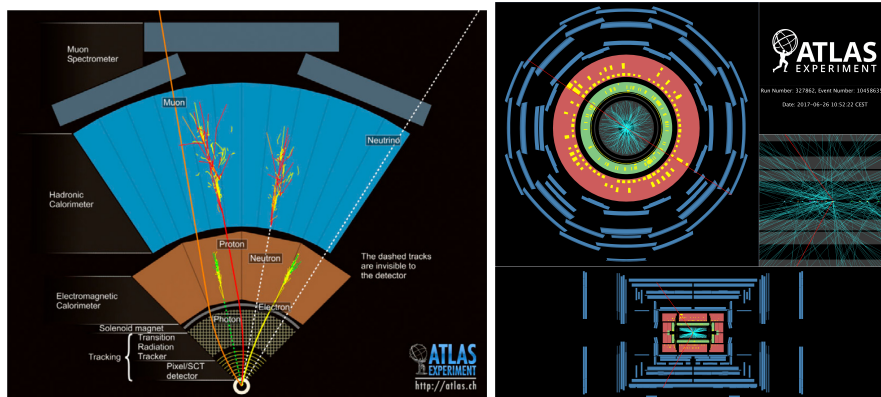 Muon
Spectrometer
Muon
Neutrino
Hadronic
Calorimeter
Proton
Neutron
The dashed tracks
are invisible to
the detector
Electromagnetic
Calorimeter
Electron
Photon
Solenoid magnet
Tracking
Transition
Radiation
Tracker
Pixel/SCT
detector
ATLAS
EXPERIMENT
http://atlas.ch
ATLAS
EXPERIMENT
Run Number: 327862, Event Number: 10458635
Date: 2017-06-26 10:52:22 CEST